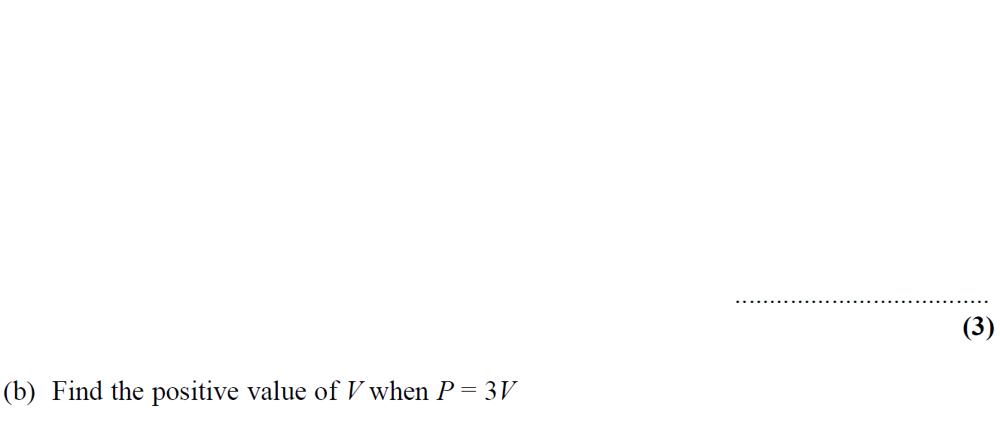 .....................................
(3)
(b) Find the positive value of V when P = 3V